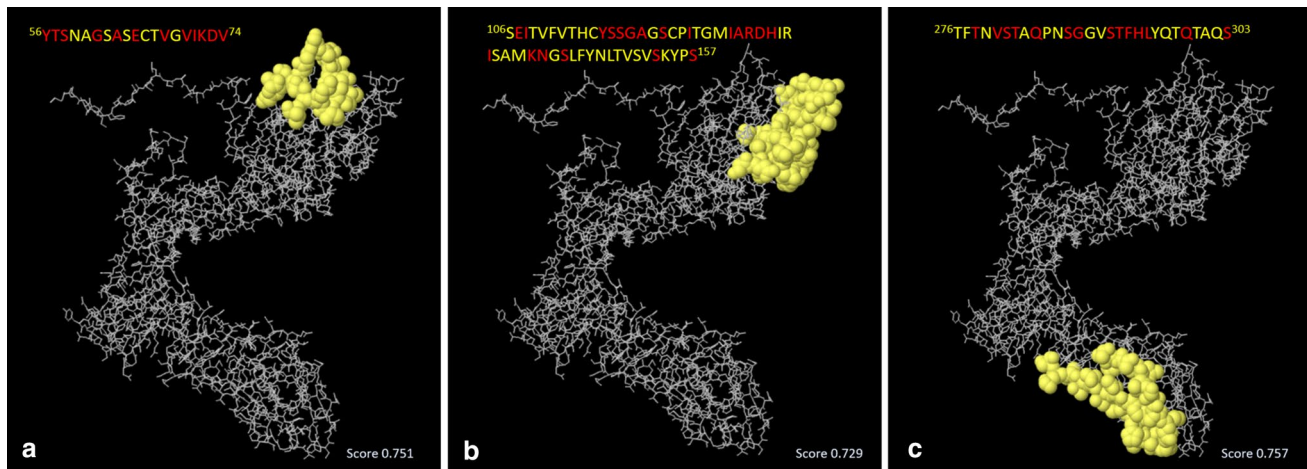 ⁵⁶YTSNAGSASECTVGVIKDV⁷⁴
a
Score 0.751
¹⁰⁶SEITVFVTHCYSSGAGSCPITGMIARDHIR
ISAMKNGSLFYNLTVSVSKYPS¹⁵⁷
b
Score 0.729
²⁷⁶TFTNVSTAQPNSGGVSTFHLYQTQTAQS³⁰³
c
Score 0.757